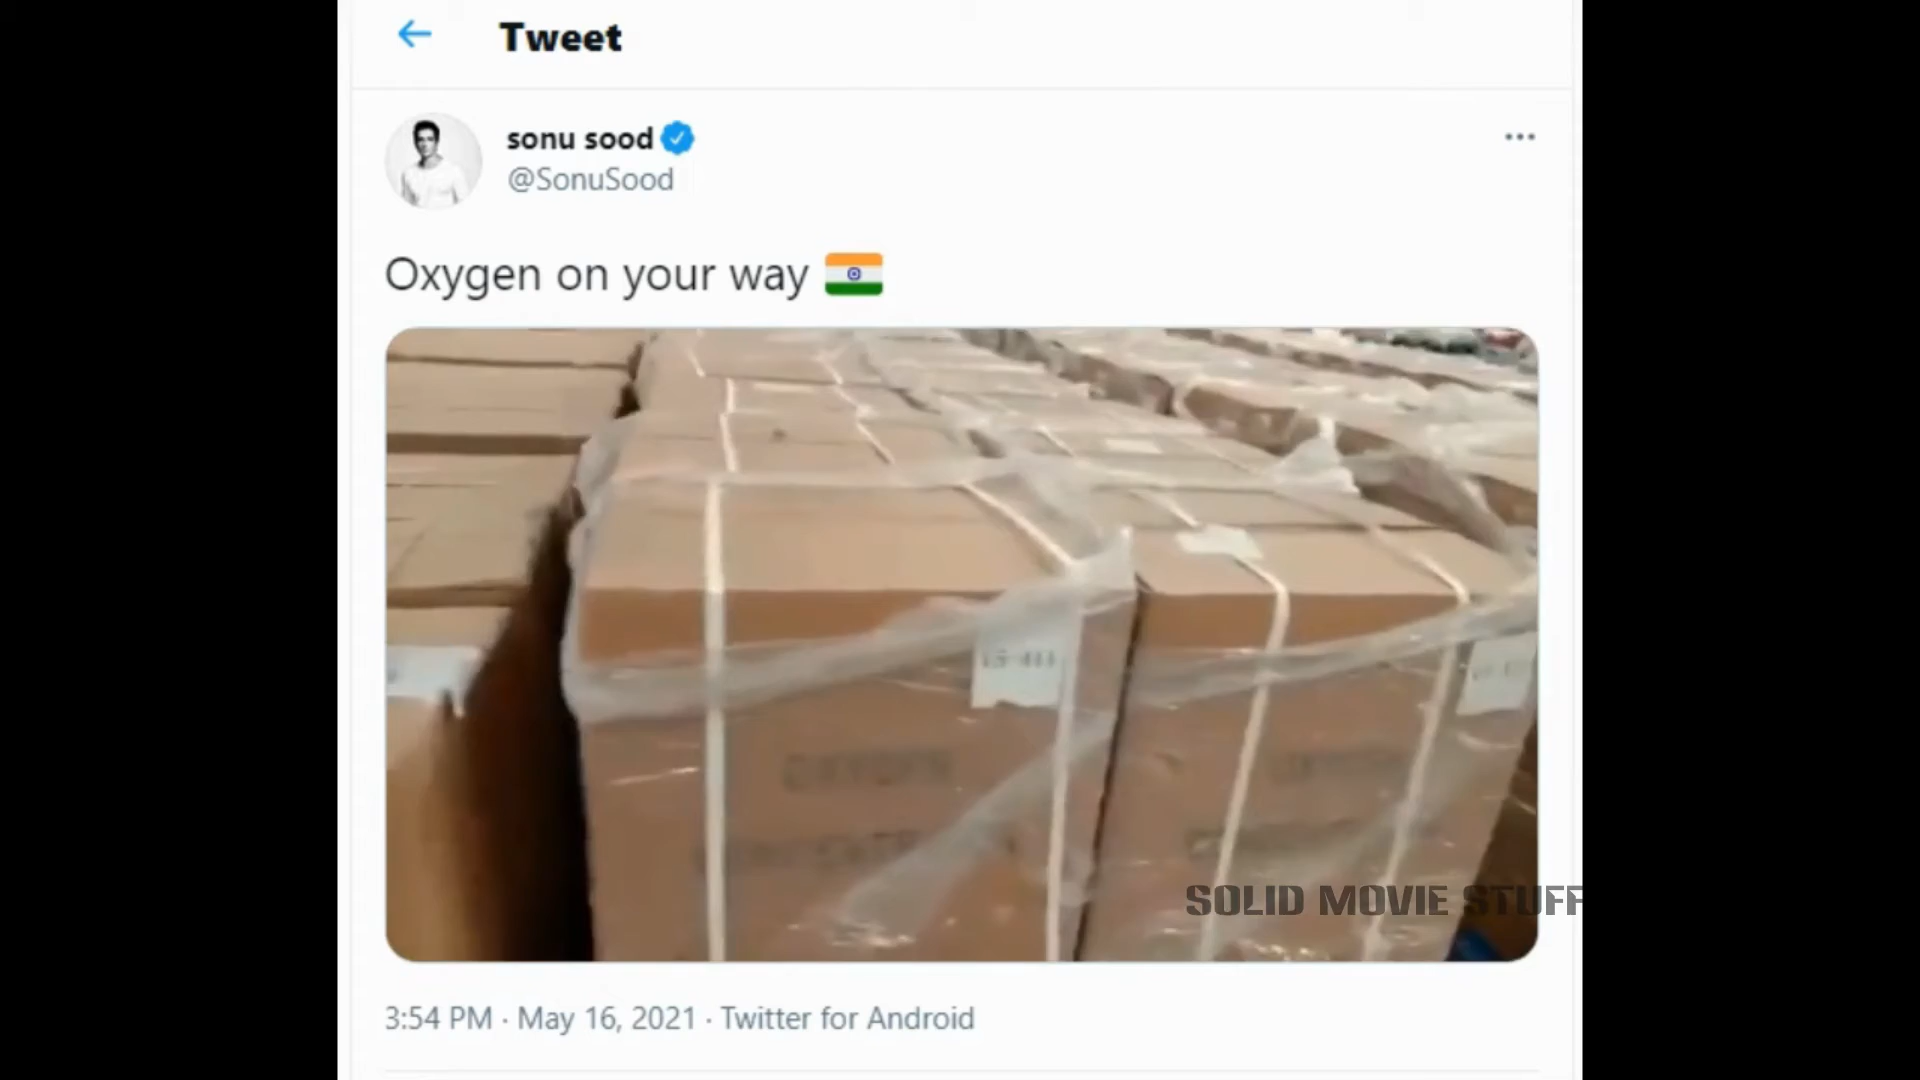 Tweet
sonu sood
@SonuSood
Oxygen on your way
OXYGEN
SOLID MOVIE STUFF
3:54 PM · May 16, 2021 · Twitter for Android